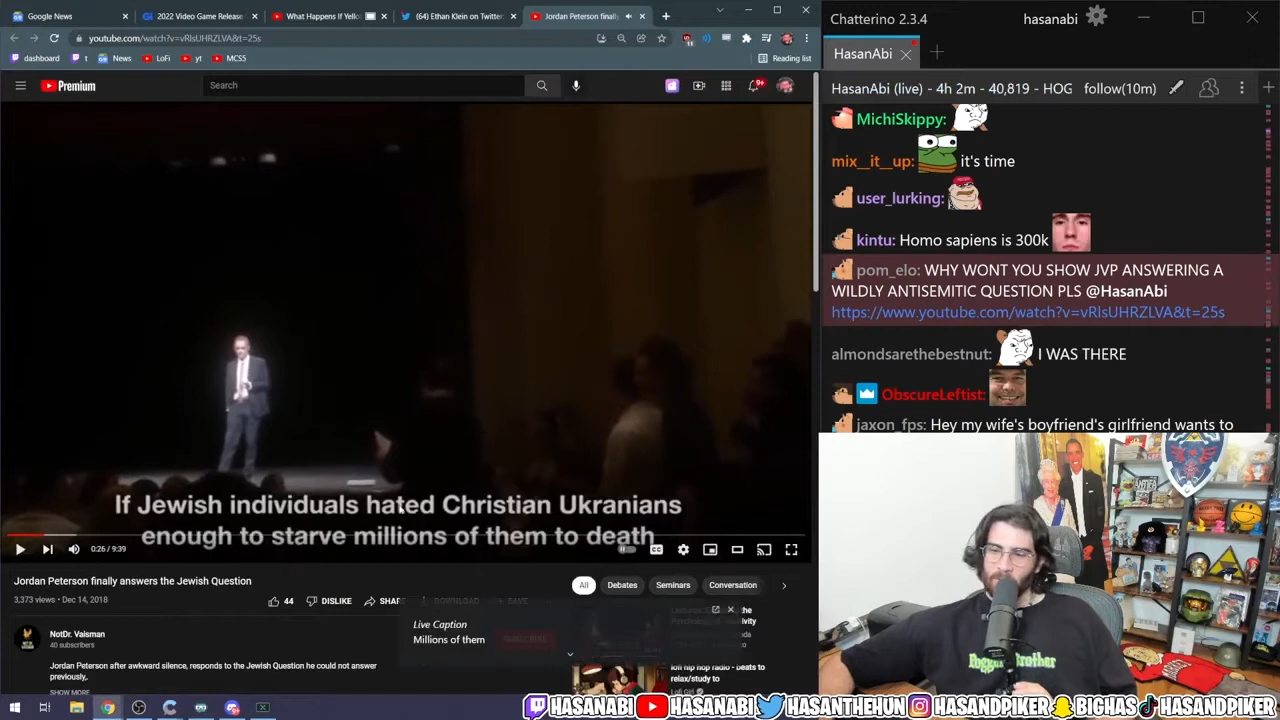 Google News
2022 Video Game Release
What Happens If Yello
(64) Ethan Klein on Twitter
Jordan Peterson finall
youtube.com/watch?v=vRlsUHRZLVA&t=25s
dashboard
t
News
LoFi
yt
MCSS
Reading list
Premium
Search
9+
If Jewish individuals hated Christian Ukranians
enough to starve millions of them to death
0:26 / 9:39
Jordan Peterson finally answers the Jewish Question
3,373 views • Dec 14, 2018
44
DISLIKE
SHARE
DOWNLOAD
SAVE
All
Debates
Seminars
Conversation
NotDr. Vaisman
40 subscribers
SUBSCRIBE
Jordan Peterson after awkward silence, responds to the Jewish Question he could not answer
previously,.
SHOW MORE
Live Caption
Millions of them
lofi hip hop radio - beats to
relax/study to
Lofi Girl
Chatterino 2.3.4
hasanabi
HasanAbi
HasanAbi (live) - 4h 2m - 40,819 - HOG
follow(10m)
MichiSkippy:
mix__it__up: it's time
user_lurking:
kintu: Homo sapiens is 300k
pom_elo: WHY WONT YOU SHOW JVP ANSWERING A
WILDLY ANTISEMITIC QUESTION PLS @HasanAbi
https://www.youtube.com/watch?v=vRlsUHRZLVA&t=25s
almondsarethebestnut: I WAS THERE
ObscureLeftist:
jaxon_fps: Hey my wife's boyfriend's girlfriend wants to
HASANABI
HASANABI
HASANTHEHUN
HASANDPIKER
BIGHAS
HASANDPIKER